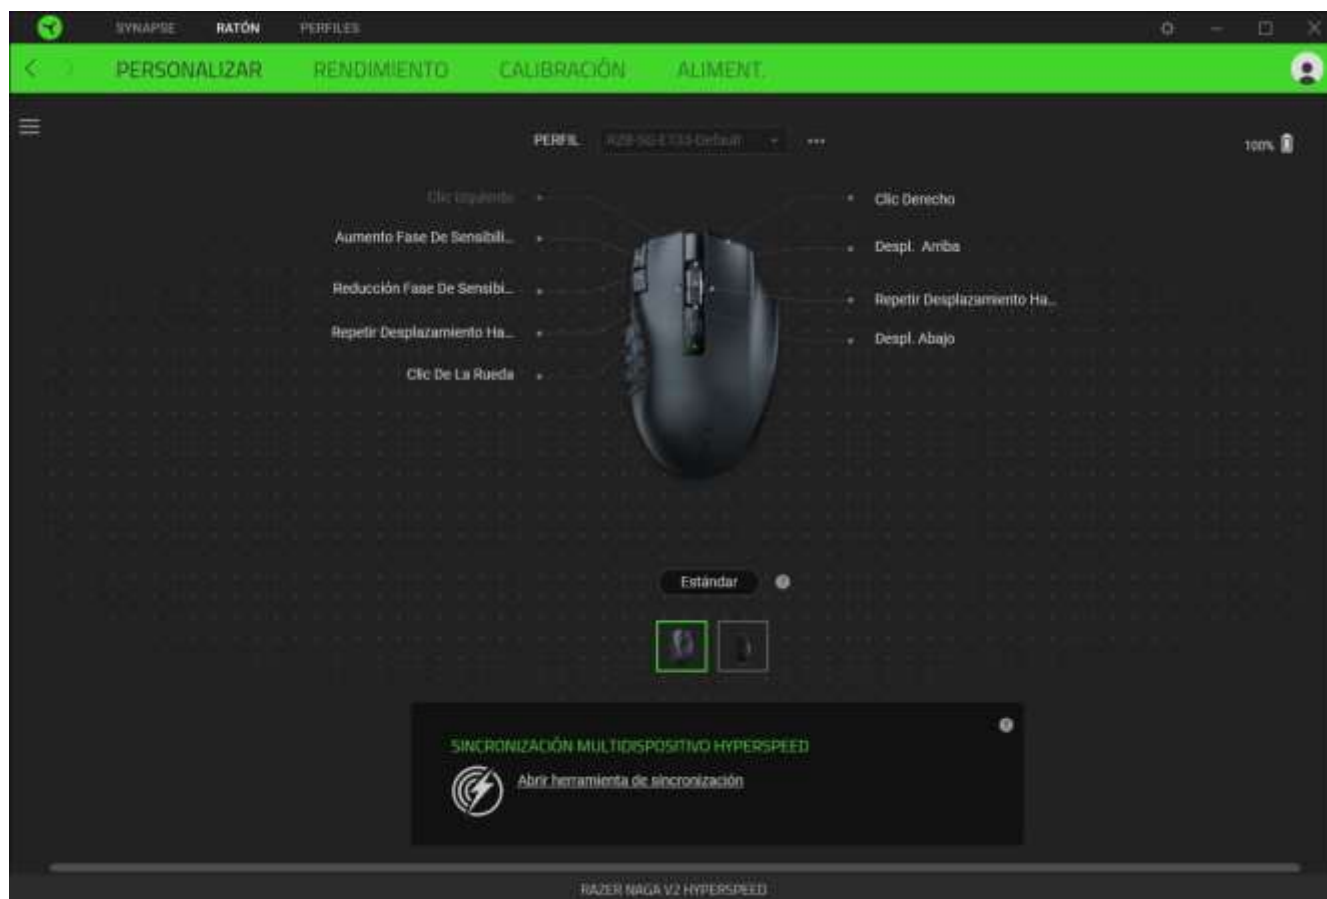 SYNAPSE RATÓN PERFILES
PERSONALIZAR RENDIMIENTO CALIBRACIÓN ALIMENT.
PERFIL
100%
Clic Izquierdo
Clic Derecho
Aumento Fase De Sensibili...
Despl. Arriba
Reducción Fase De Sensibi...
Repetir Desplazamiento Ha...
Repetir Desplazamiento Ha...
Despl. Abajo
Clic De La Rueda
Estándar
SINCRONIZACIÓN MULTIDISPOSITIVO HYPERSPEED
Abrir herramienta de sincronización
RAZER NAGA V2 HYPERSPEED